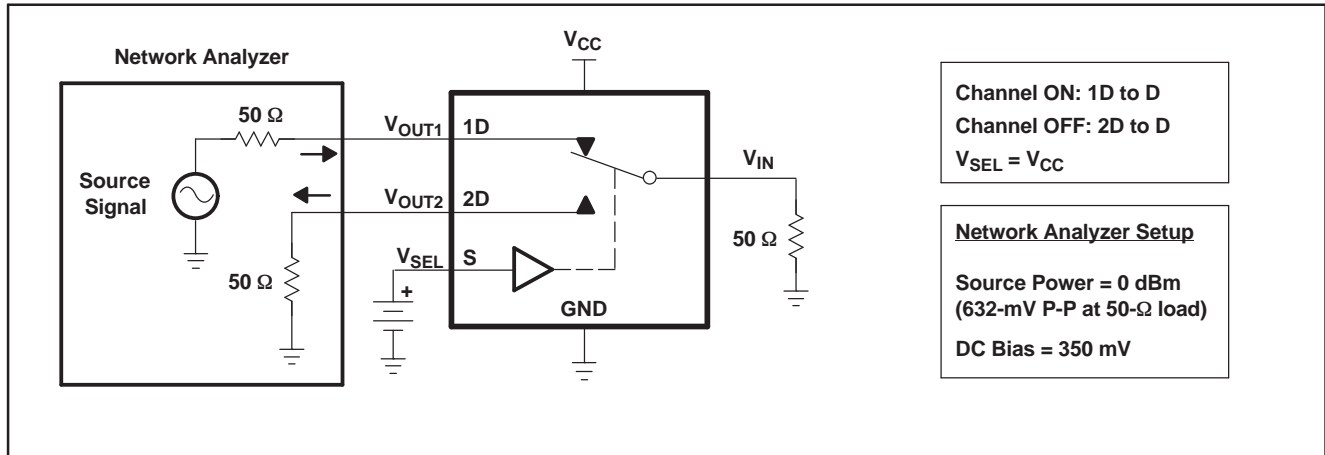 Network Analyzer
50 Ω
Source
Signal
50 Ω
V_CC
V_OUT1 1D
V_OUT2 2D
V_SEL S
+
GND
V_IN
50 Ω
Channel ON: 1D to D
Channel OFF: 2D to D
V_SEL = V_CC
Network Analyzer Setup
Source Power = 0 dBm
(632-mV P-P at 50-Ω load)
DC Bias = 350 mV